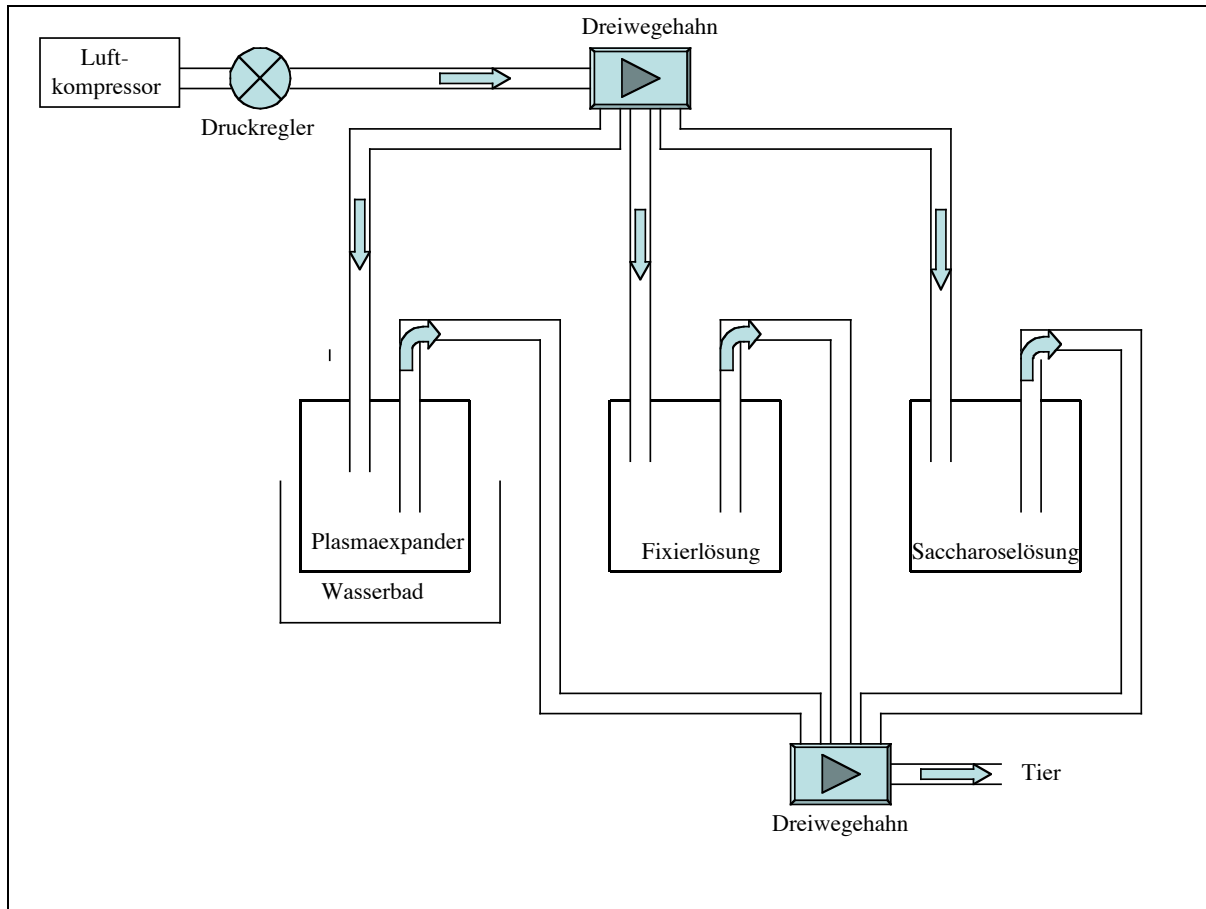 Dreiwegehahn
Luft-
kompressor
Druckregler
Plasmaexpander
Fixierlösung
Saccharoselösung
Wasserbad
Tier
Dreiwegehahn